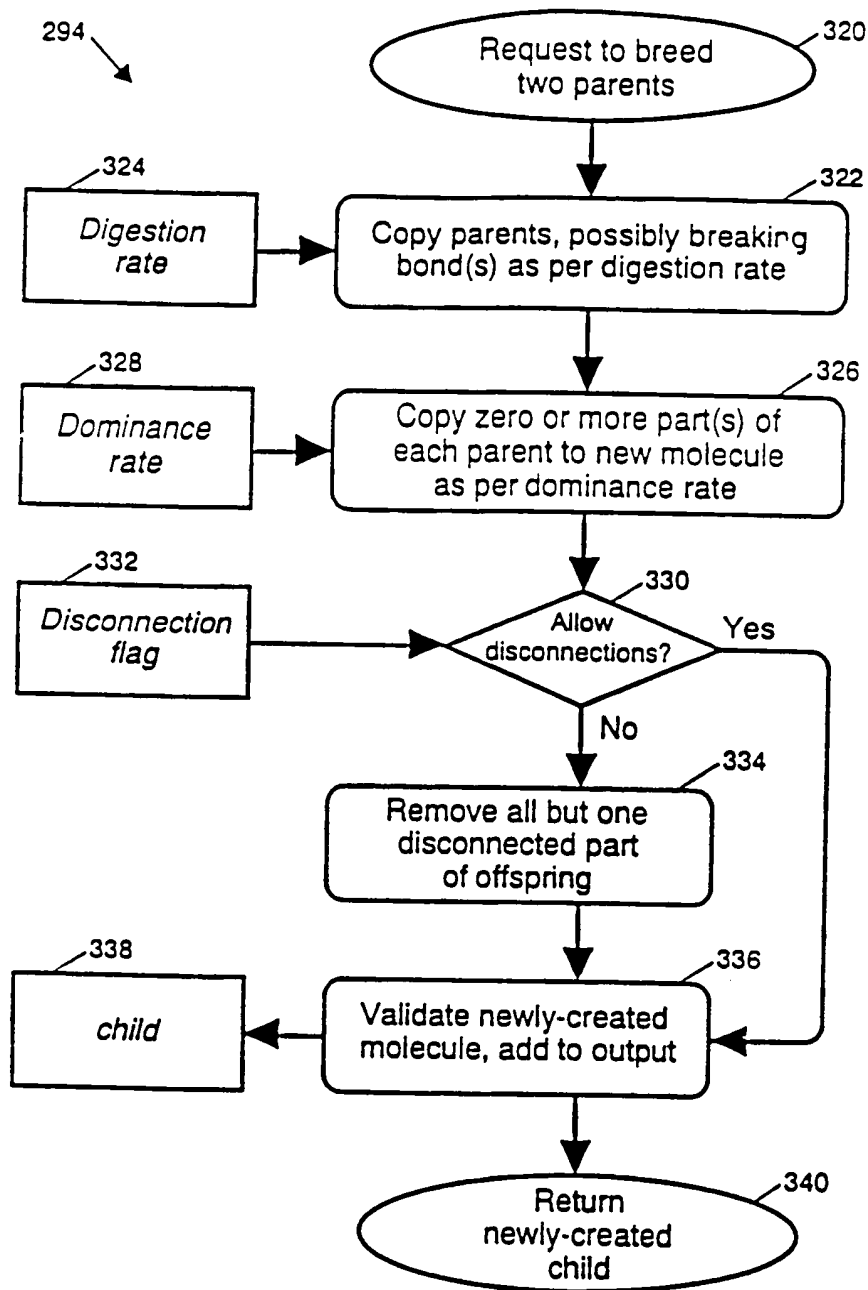 294
320
Request to breed
two parents
324
322
Digestion
rate
Copy parents, possibly breaking
bond(s) as per digestion rate
328
326
Dominance
rate
Copy zero or more part(s) of
each parent to new molecule
as per dominance rate
332
330
Disconnection
flag
Allow
disconnections?
Yes
No
334
Remove all but one
disconnected part
of offspring
338
336
child
Validate newly-created
molecule, add to output
340
Return
newly-created
child